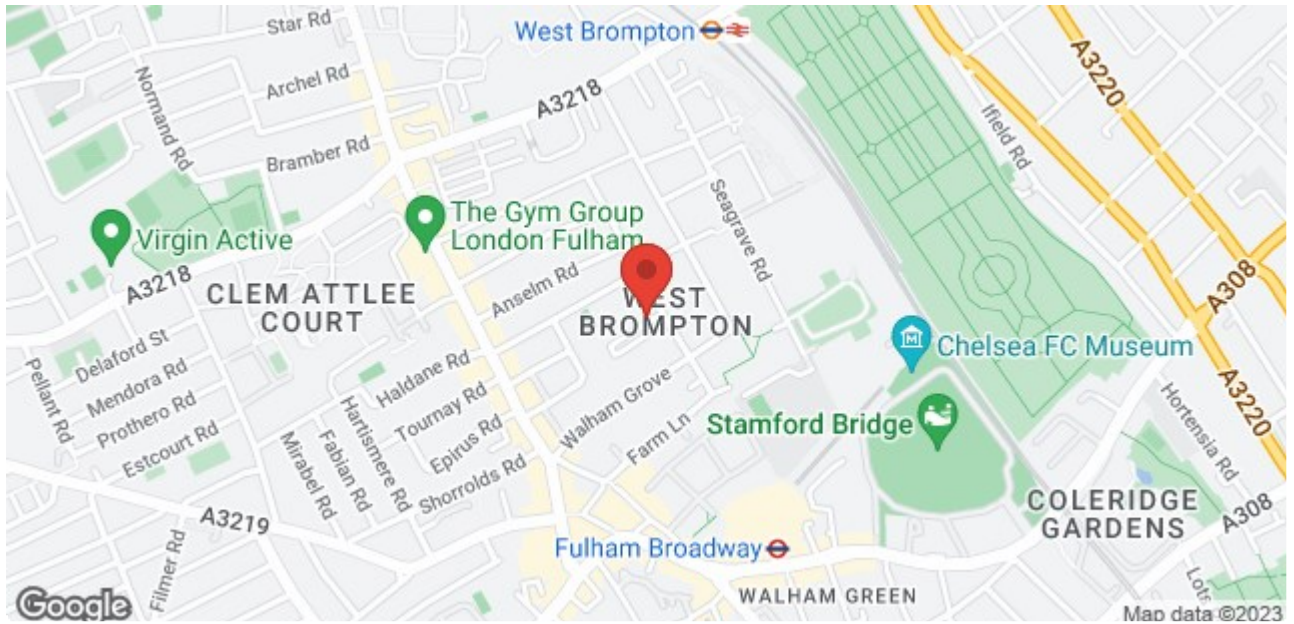 Star Rd
West Brompton
A3220
Normand Rd
Archel Rd
A3218
Ifield Rd
Bramber Rd
Seagrave Rd
The Gym Group
London Fulham
Virgin Active
A3218
CLEM ATTLEE
COURT
Anselm Rd
WEST
BROMPTON
A308
Chelsea FC Museum
Delaford St
Pellant Rd
Mendora Rd
Haldane Rd
Prothero Rd
Hartismere Rd
Tournay Rd
Walham Grove
Stamford Bridge
Hortensia Rd
A3220
Estcourt Rd
Mirabel Rd
Fabian Rd
Epirus Rd
Farm Ln
Shorrolds Rd
COLERIDGE
GARDENS
A308
A3219
Filmer Rd
Fulham Broadway
WALHAM GREEN
Lots
Google
Map data ©2023